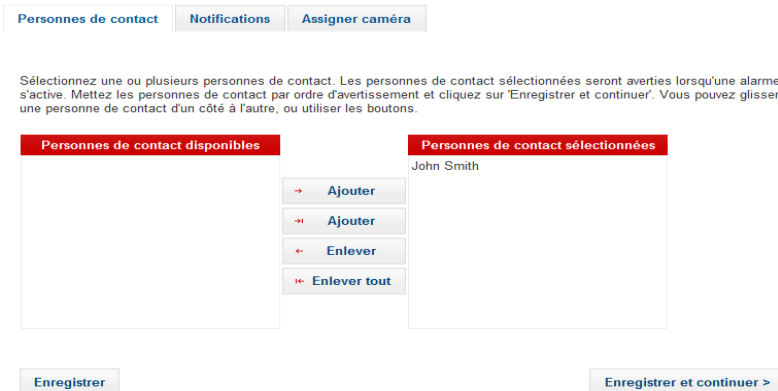 Personnes de contact Notifications Assigner caméra
Sélectionnez une ou plusieurs personnes de contact. Les personnes de contact sélectionnées seront averties lorsqu'une alarme
s'active. Mettez les personnes de contact par ordre d'avertissement et cliquez sur 'Enregistrer et continuer'. Vous pouvez glisser
une personne de contact d'un côté à l'autre, ou utiliser les boutons.
Personnes de contact disponibles Personnes de contact sélectionnées
John Smith
Ajouter
Ajouter
Enlever
Enlever tout
Enregistrer Enregistrer et continuer >